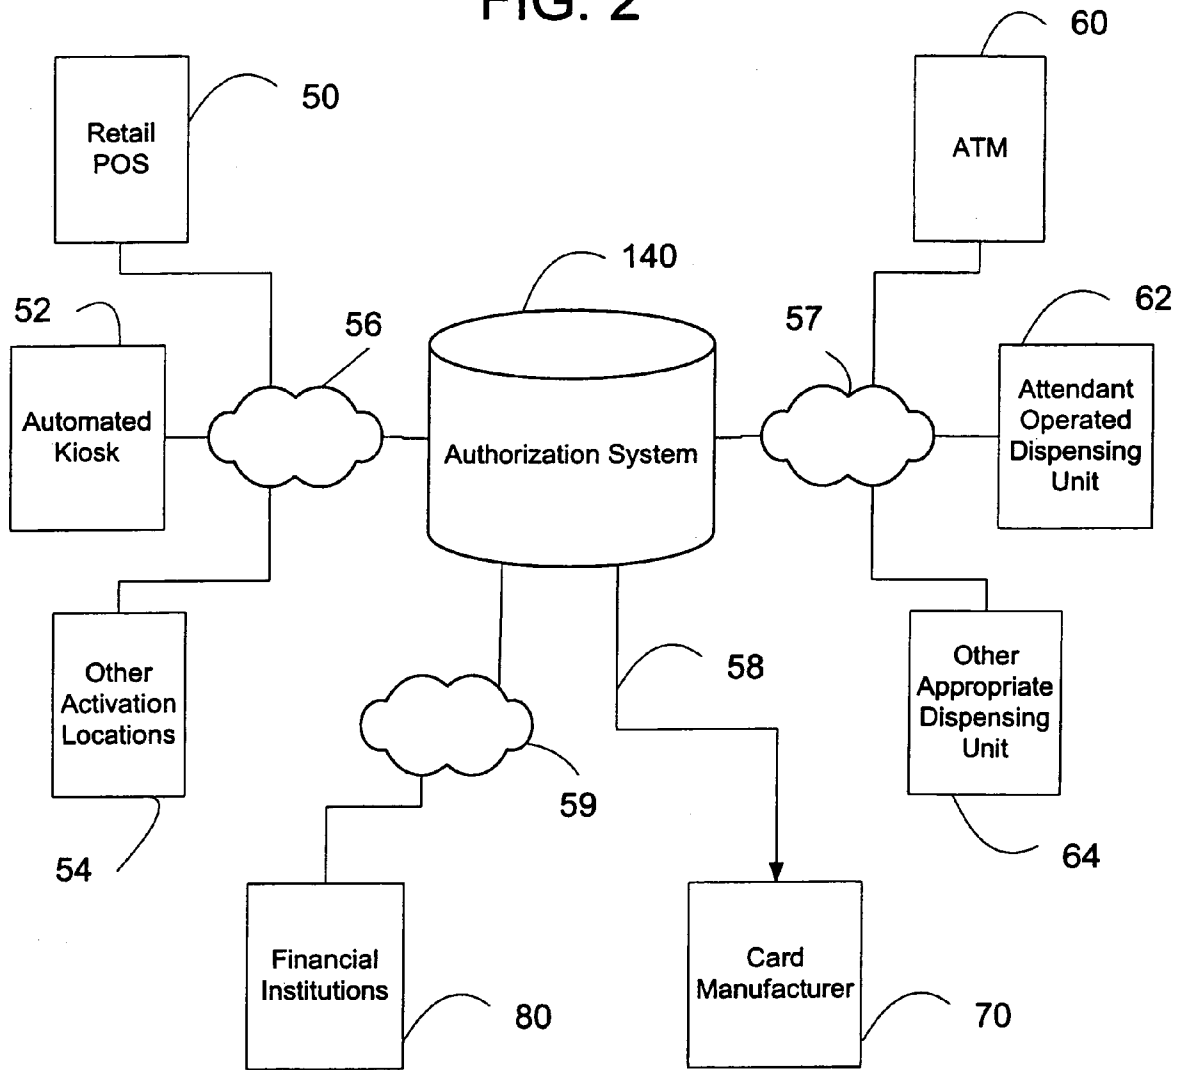 FIG. 2
60
50
Retail
POS
ATM
140
52
56
57
62
Automated
Kiosk
Authorization System
Attendant
Operated
Dispensing
Unit
Other
Activation
Locations
58
Other
Appropriate
Dispensing
Unit
59
54
64
Financial
Institutions
80
Card
Manufacturer
70